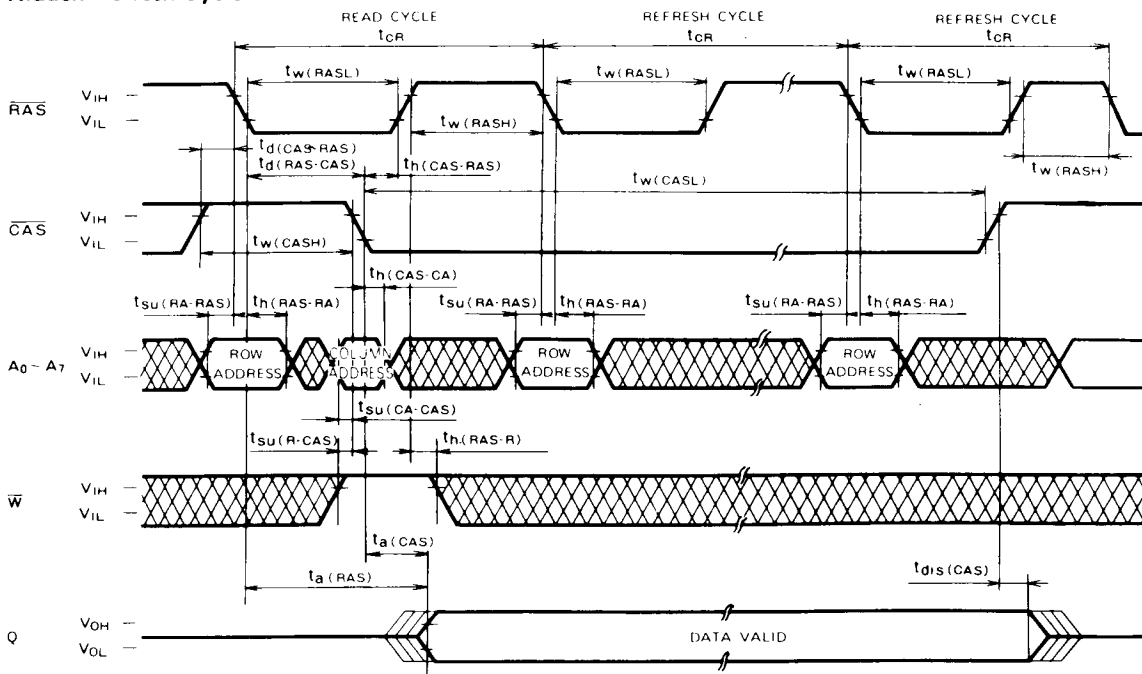 READ CYCLE REFRESH CYCLE REFRESH CYCLE
tCR tCR tCR
tw(RASL) tw(RASL) tw(RASL)
RAS VIH
VIL
tw(RASH) tw(RASH)
td(CAS-RAS)
td(RAS-CAS) th(CAS-RAS)
tw(CASL)
CAS VIH
VIL
tw(CASH)
th(CAS-CA)
tsu(RA-RAS) th(RAS-RA) tsu(RA-RAS) th(RAS-RA) tsu(RA-RAS) th(RAS-RA)
A0~A7 VIH
VIL
ROW ADDRESS COLUMN ADDRESS ROW ADDRESS ROW ADDRESS
tsu(CA-CAS)
tsu(R-CAS) th(RAS-R)
W VIH
VIL
ta(CAS)
ta(RAS) tDIS(CAS)
Q VOH
VOL
DATA VALID